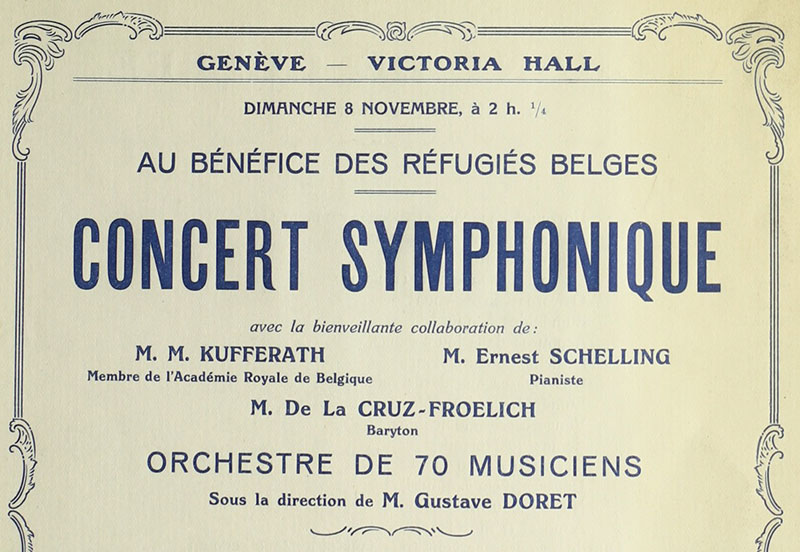 GENÈVE — VICTORIA HALL
DIMANCHE 8 NOVEMBRE, à 2 h. 1/4
AU BÉNÉFICE DES RÉFUGIÉS BELGES
CONCERT SYMPHONIQUE
avec la bienveillante collaboration de :
M. M. KUFFERATH
Membre de l'Académie Royale de Belgique
M. Ernest SCHELLING
Pianiste
M. De La CRUZ-FROELICH
Baryton
ORCHESTRE DE 70 MUSICIENS
Sous la direction de M. Gustave DORET